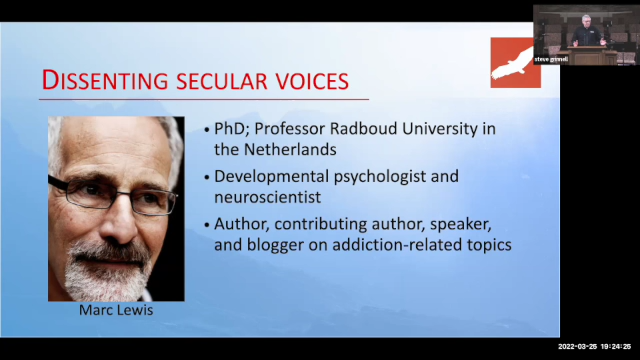 steve grinnell
DISSENTING SECULAR VOICES
• PhD; Professor Radboud University in
the Netherlands
• Developmental psychologist and
neuroscientist
• Author, contributing author, speaker,
and blogger on addiction-related topics
Marc Lewis
2022-03-25 19:24:26